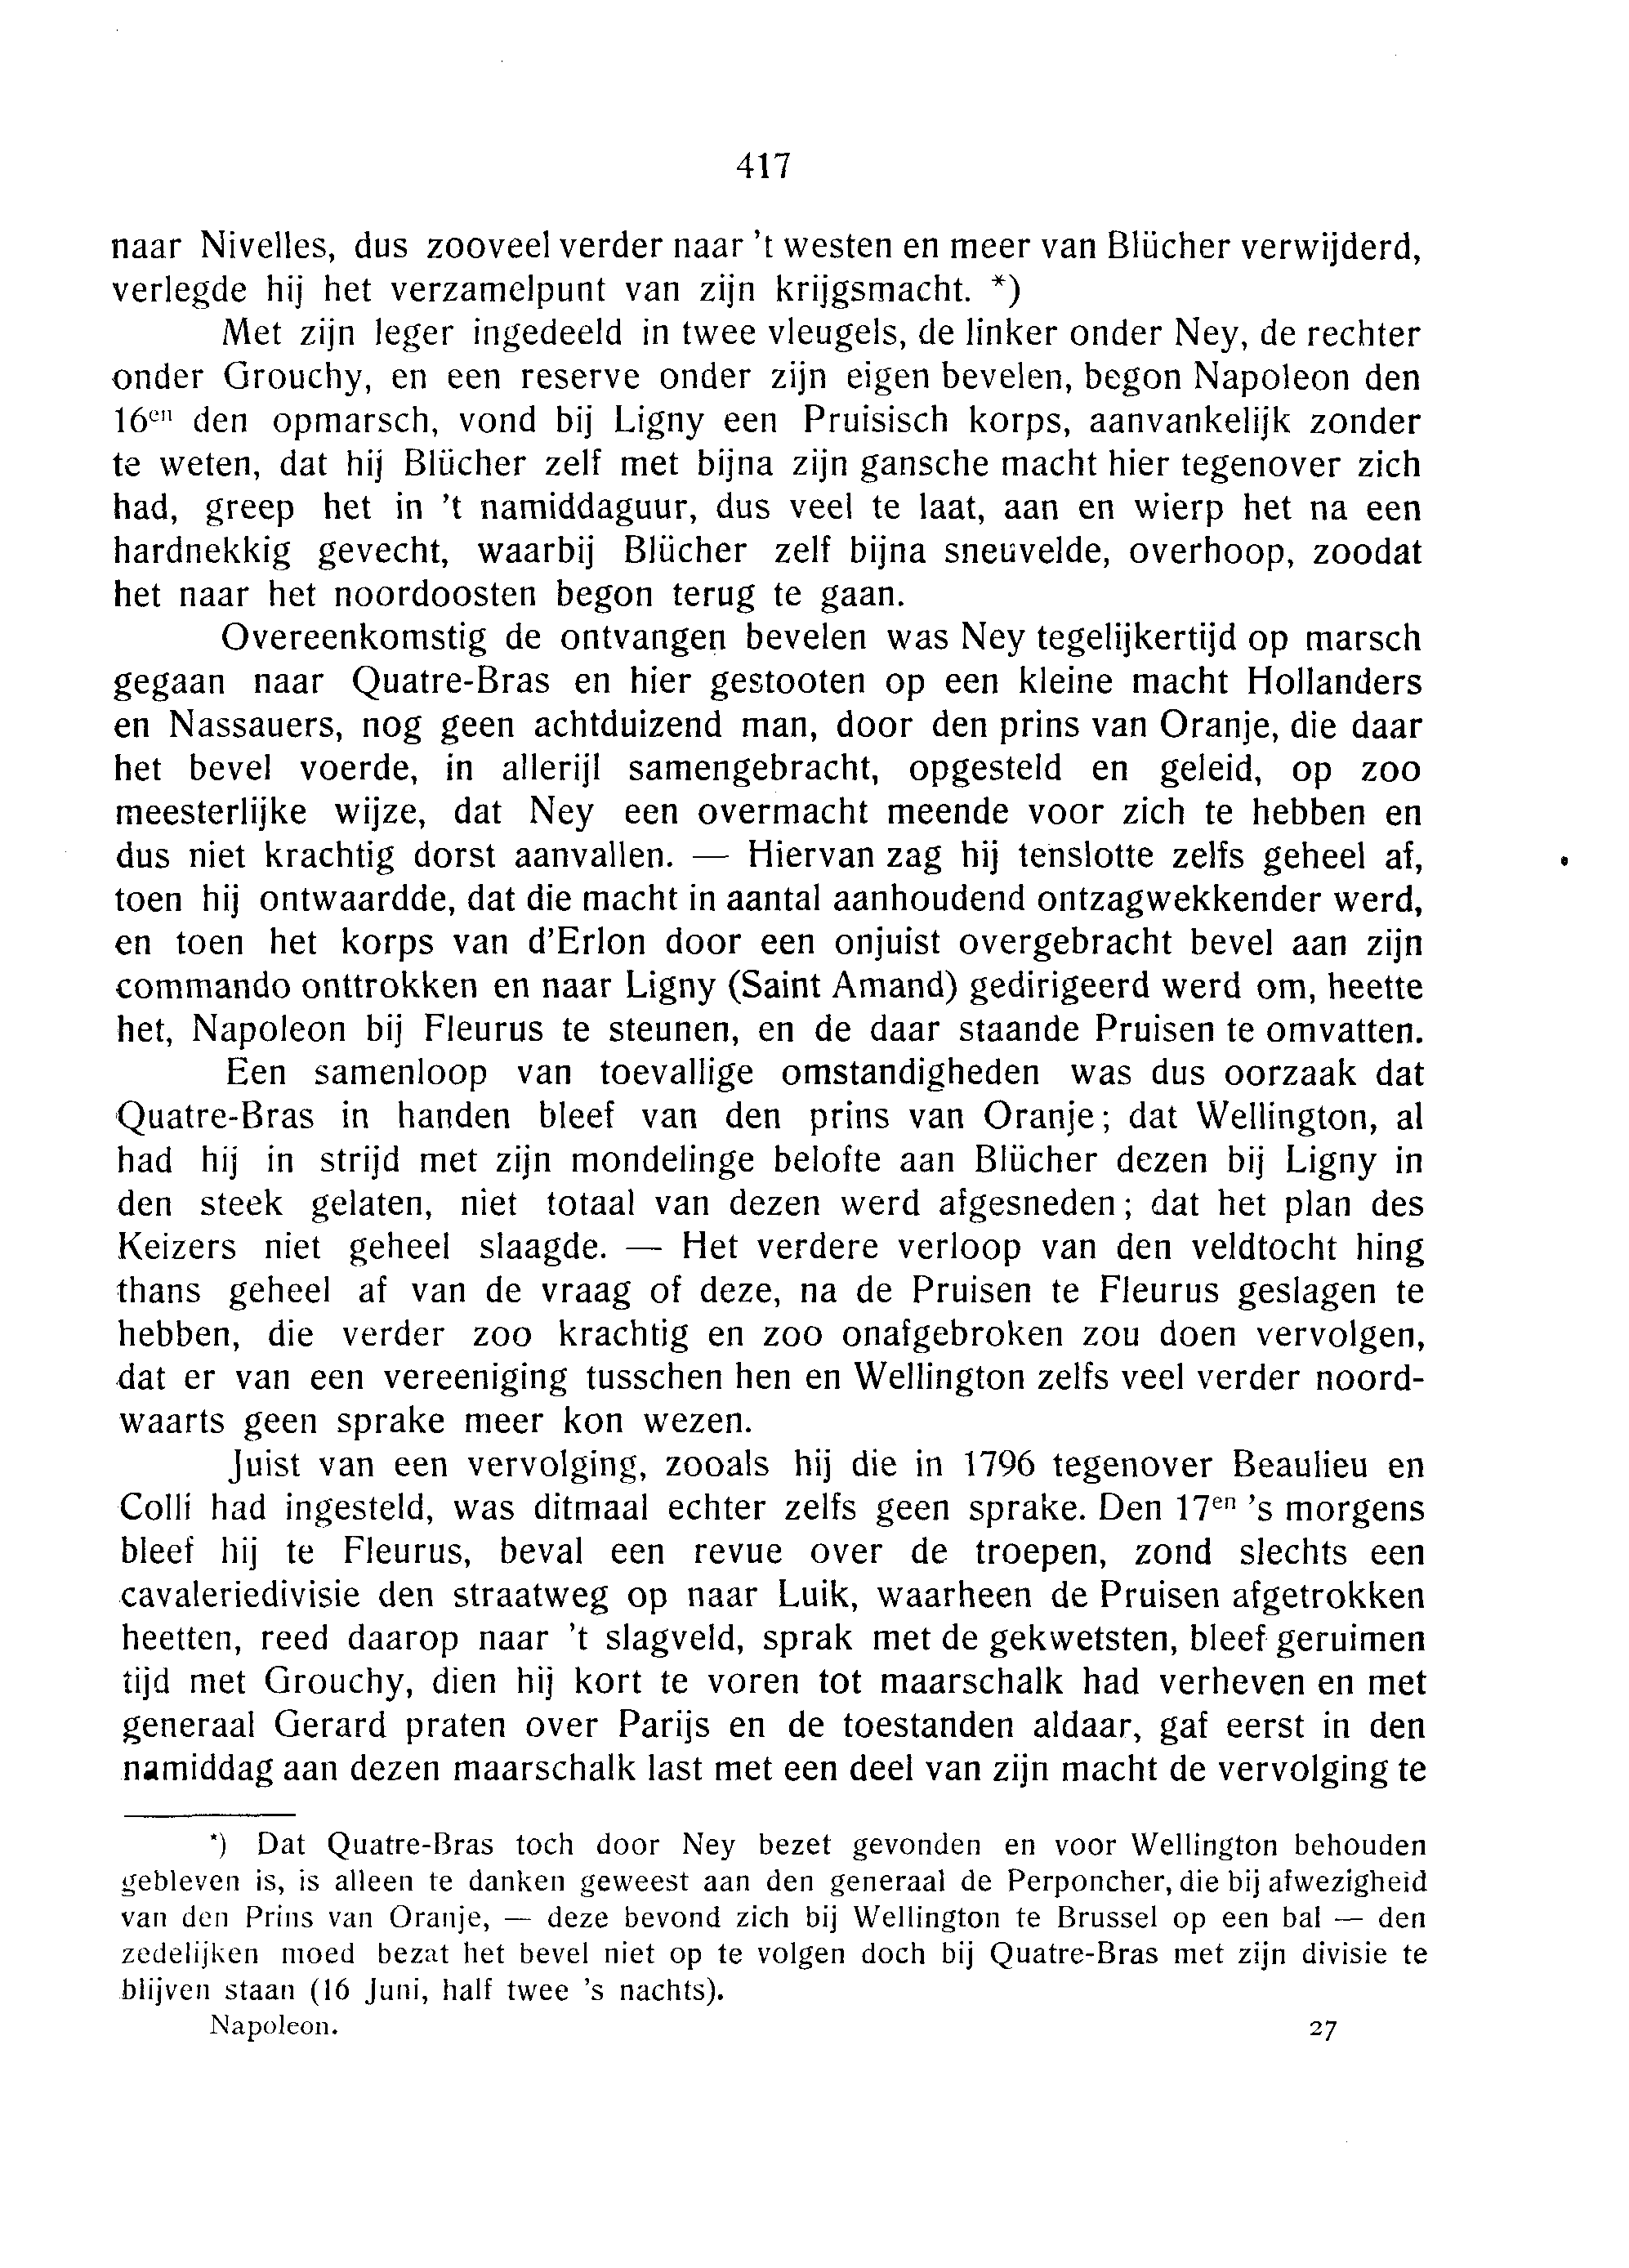 417
naar Nivelles, dus zooveel verder naar 't westen en meer van Blücher verwijderd,
verlegde hij het verzamelpunt van zijn krijgsmacht. *)
Met zijn leger ingedeeld in twee vleugels, de linker onder Ney, de rechter
onder Grouchy, en een reserve onder zijn eigen bevelen, begon Napoleon den
16en den opmarsch, vond bij Ligny een Pruisisch korps, aanvankelijk zonder
te weten, dat hij Blücher zelf met bijna zijn gansche macht hier tegenover zich
had, greep het in 't namiddaguur, dus veel te laat, aan en wierp het na een
hardnekkig gevecht, waarbij Blücher zelf bijna sneuvelde, overhoop, zoodat
het naar het noordoosten begon terug te gaan.
Overeenkomstig de ontvangen bevelen was Ney tegelijkertijd op marsch
gegaan naar Quatre-Bras en hier gestooten op een kleine macht Hollanders
en Nassauers, nog geen achtduizend man, door den prins van Oranje, die daar
het bevel voerde, in allerijl samengebracht, opgesteld en geleid, op zoo
meesterlijke wijze, dat Ney een overmacht meende voor zich te hebben en
dus niet krachtig dorst aanvallen. — Hiervan zag hij tenslotte zelfs geheel af,
toen hij ontwaardde, dat die macht in aantal aanhoudend ontzagwekkender werd,
en toen het korps van d'Erlon door een onjuist overgebracht bevel aan zijn
commando onttrokken en naar Ligny (Saint Amand) gedirigeerd werd om, heette
het, Napoleon bij Fleurus te steunen, en de daar staande Pruisen te omvatten.
Een samenloop van toevallige omstandigheden was dus oorzaak dat
Quatre-Bras in handen bleef van den prins van Oranje; dat Wellington, al
had hij in strijd met zijn mondelinge belofte aan Blücher dezen bij Ligny in
den steek gelaten, niet totaal van dezen werd afgesneden; dat het plan des
Keizers niet geheel slaagde. — Het verdere verloop van den veldtocht hing
thans geheel af van de vraag of deze, na de Pruisen te Fleurus geslagen te
hebben, die verder zoo krachtig en zoo onafgebroken zou doen vervolgen,
dat er van een vereeniging tusschen hen en Wellington zelfs veel verder noord-
waarts geen sprake meer kon wezen.
Juist van een vervolging, zooals hij die in 1796 tegenover Beaulieu en
Colli had ingesteld, was ditmaal echter zelfs geen sprake. Den 17en 's morgens
bleef hij te Fleurus, beval een revue over de troepen, zond slechts een
cavaleriedivisie den straatweg op naar Luik, waarheen de Pruisen afgetrokken
heetten, reed daarop naar 't slagveld, sprak met de gekwetsten, bleef geruimen
tijd met Grouchy, dien hij kort te voren tot maarschalk had verheven en met
generaal Gerard praten over Parijs en de toestanden aldaar, gaf eerst in den
namiddag aan dezen maarschalk last met een deel van zijn macht de vervolging te
*) Dat Quatre-Bras toch door Ney bezet gevonden en voor Wellington behouden
gebleven is, is alleen te danken geweest aan den generaal de Perponcher, die bij afwezigheid
van den Prins van Oranje, — deze bevond zich bij Wellington te Brussel op een bal — den
zedelijken moed bezat het bevel niet op te volgen doch bij Quatre-Bras met zijn divisie te
blijven staan (16 Juni, half twee 's nachts).
Napoleon. 27